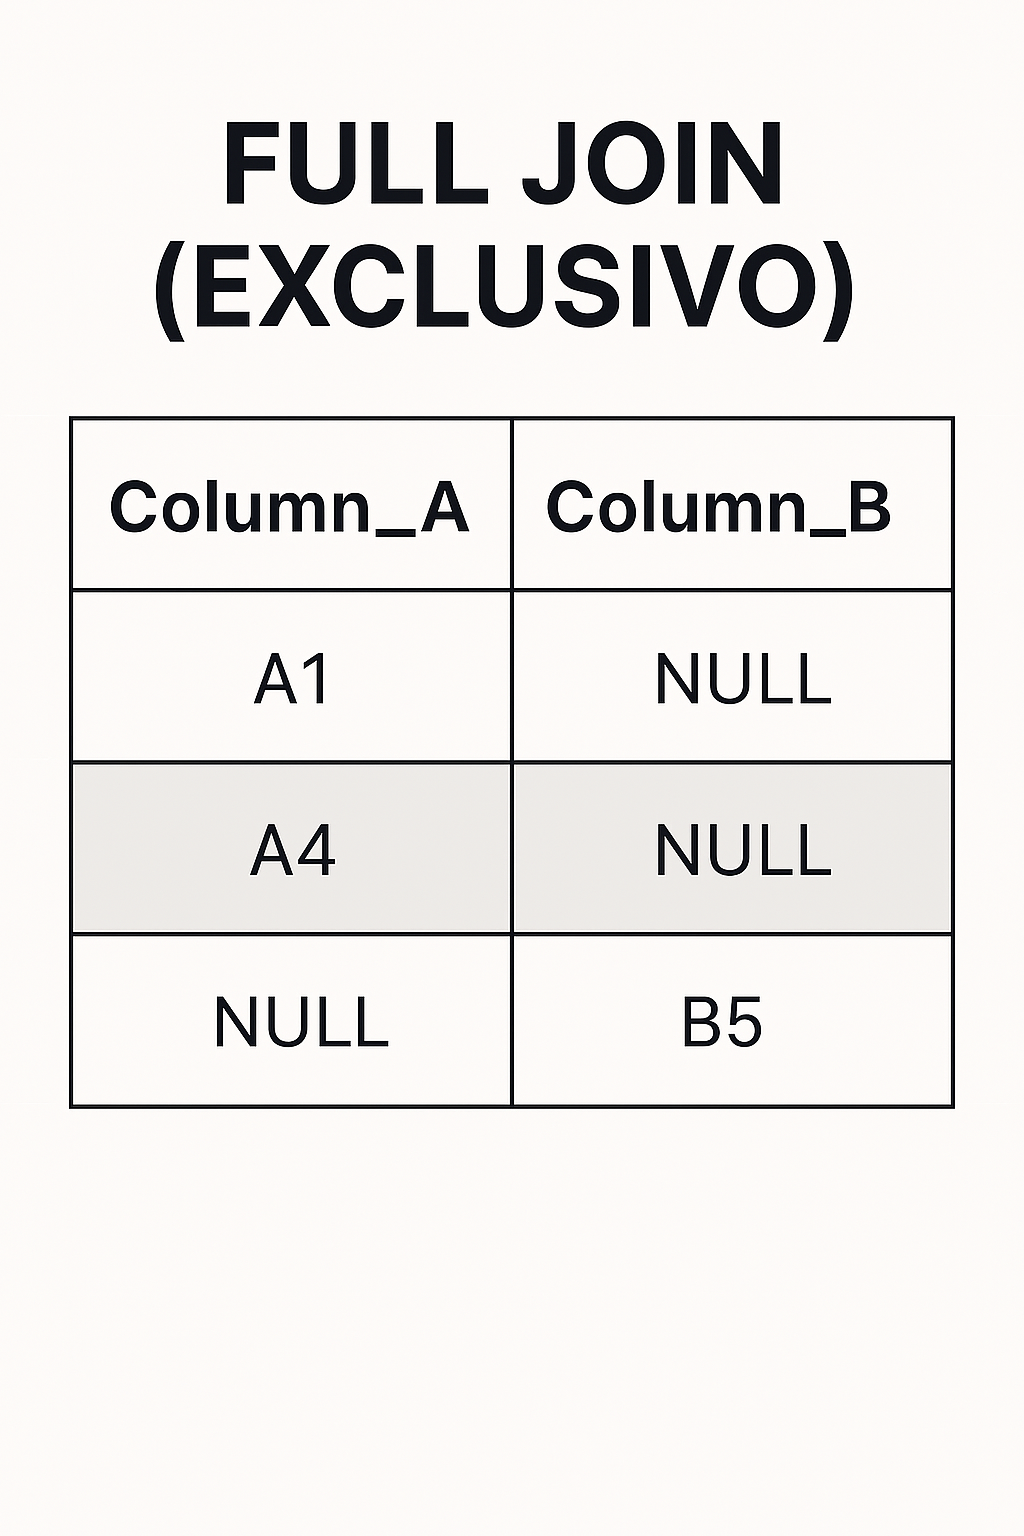 FULL JOIN
(EXCLUSIVO)
Column_A Column_B
A1 NULL
A4 NULL
NULL B5